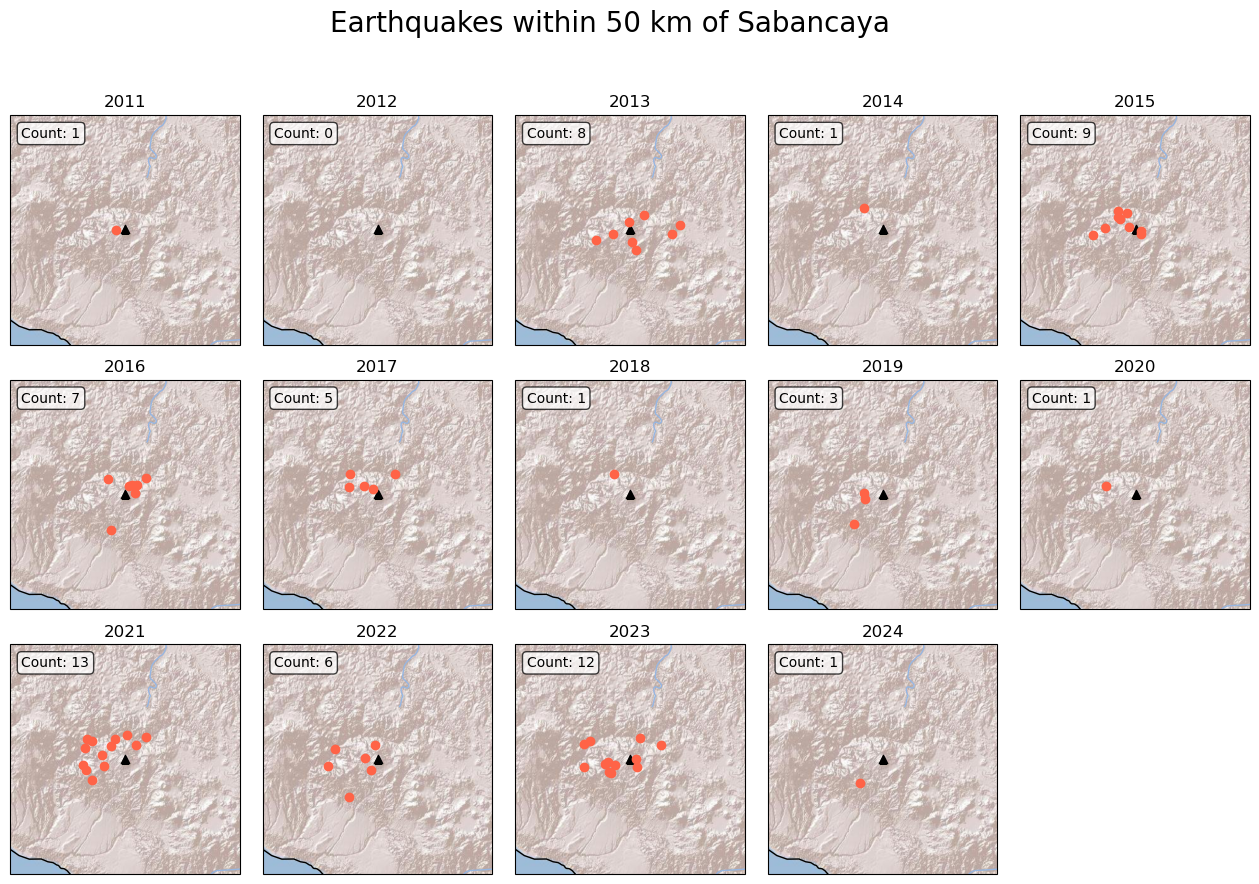 Earthquakes within 50 km of Sabancaya
2011
2012
2013
2014
2015
Count: 1
Count: 0
Count: 8
Count: 1
Count: 9
2016
2017
2018
2019
2020
Count: 7
Count: 5
Count: 1
Count: 3
Count: 1
2021
2022
2023
2024
Count: 13
Count: 6
Count: 12
Count: 1